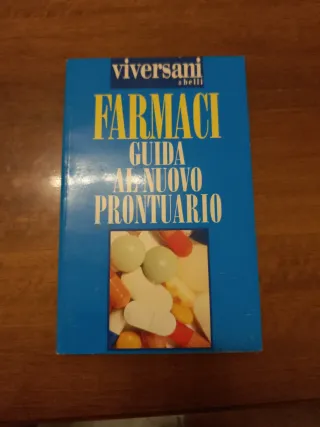 viversani
e belli
FARMACI
GUIDA
AL NUOVO
PRONTUARIO